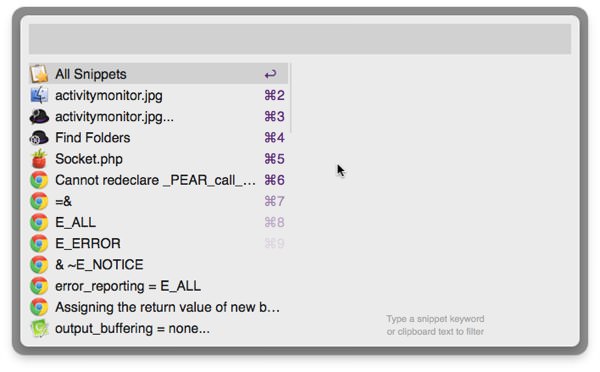 All Snippets ↩
activitymonitor.jpg ⌘2
activitymonitor.jpg... ⌘3
Find Folders ⌘4
Socket.php ⌘5
Cannot redeclare _PEAR_call_... ⌘6
=& ⌘7
E_ALL ⌘8
E_ERROR ⌘9
& ~E_NOTICE
error_reporting = E_ALL
Assigning the return value of new b...
output_buffering = none...
Type a snippet keyword
or clipboard text to filter